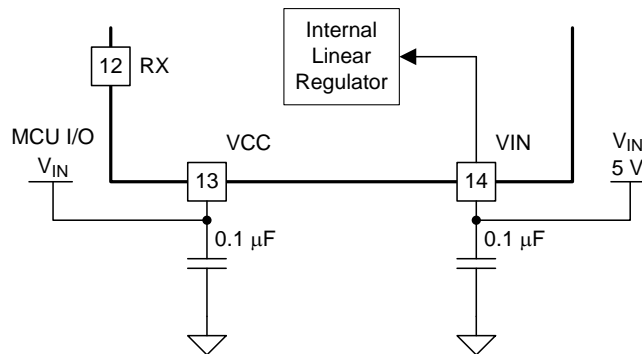 Internal
Linear
Regulator
12 RX
MCU I/O
VIN
VCC
VIN
VIN
5 V
13
14
0.1 μF
0.1 μF